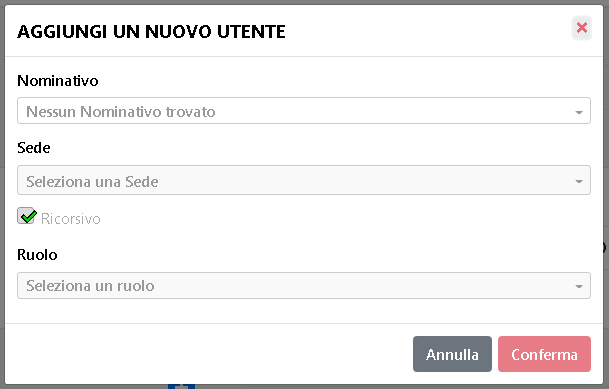 AGGIUNGI UN NUOVO UTENTE
Nominativo
Nessun Nominativo trovato
Sede
Seleziona una Sede
Ricorsivo
Ruolo
Seleziona un ruolo
Annulla Conferma